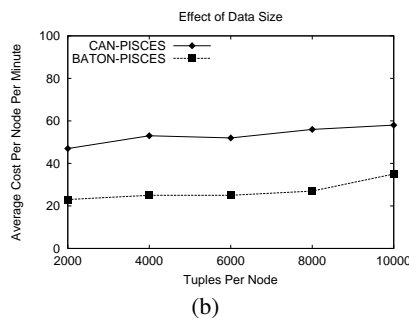 Effect of Data Size
CAN-PISCES
BATON-PISCES
Average Cost Per Node Per Minute
100
80
60
40
20
0
2000 4000 6000 8000 10000
Tuples Per Node
(b)